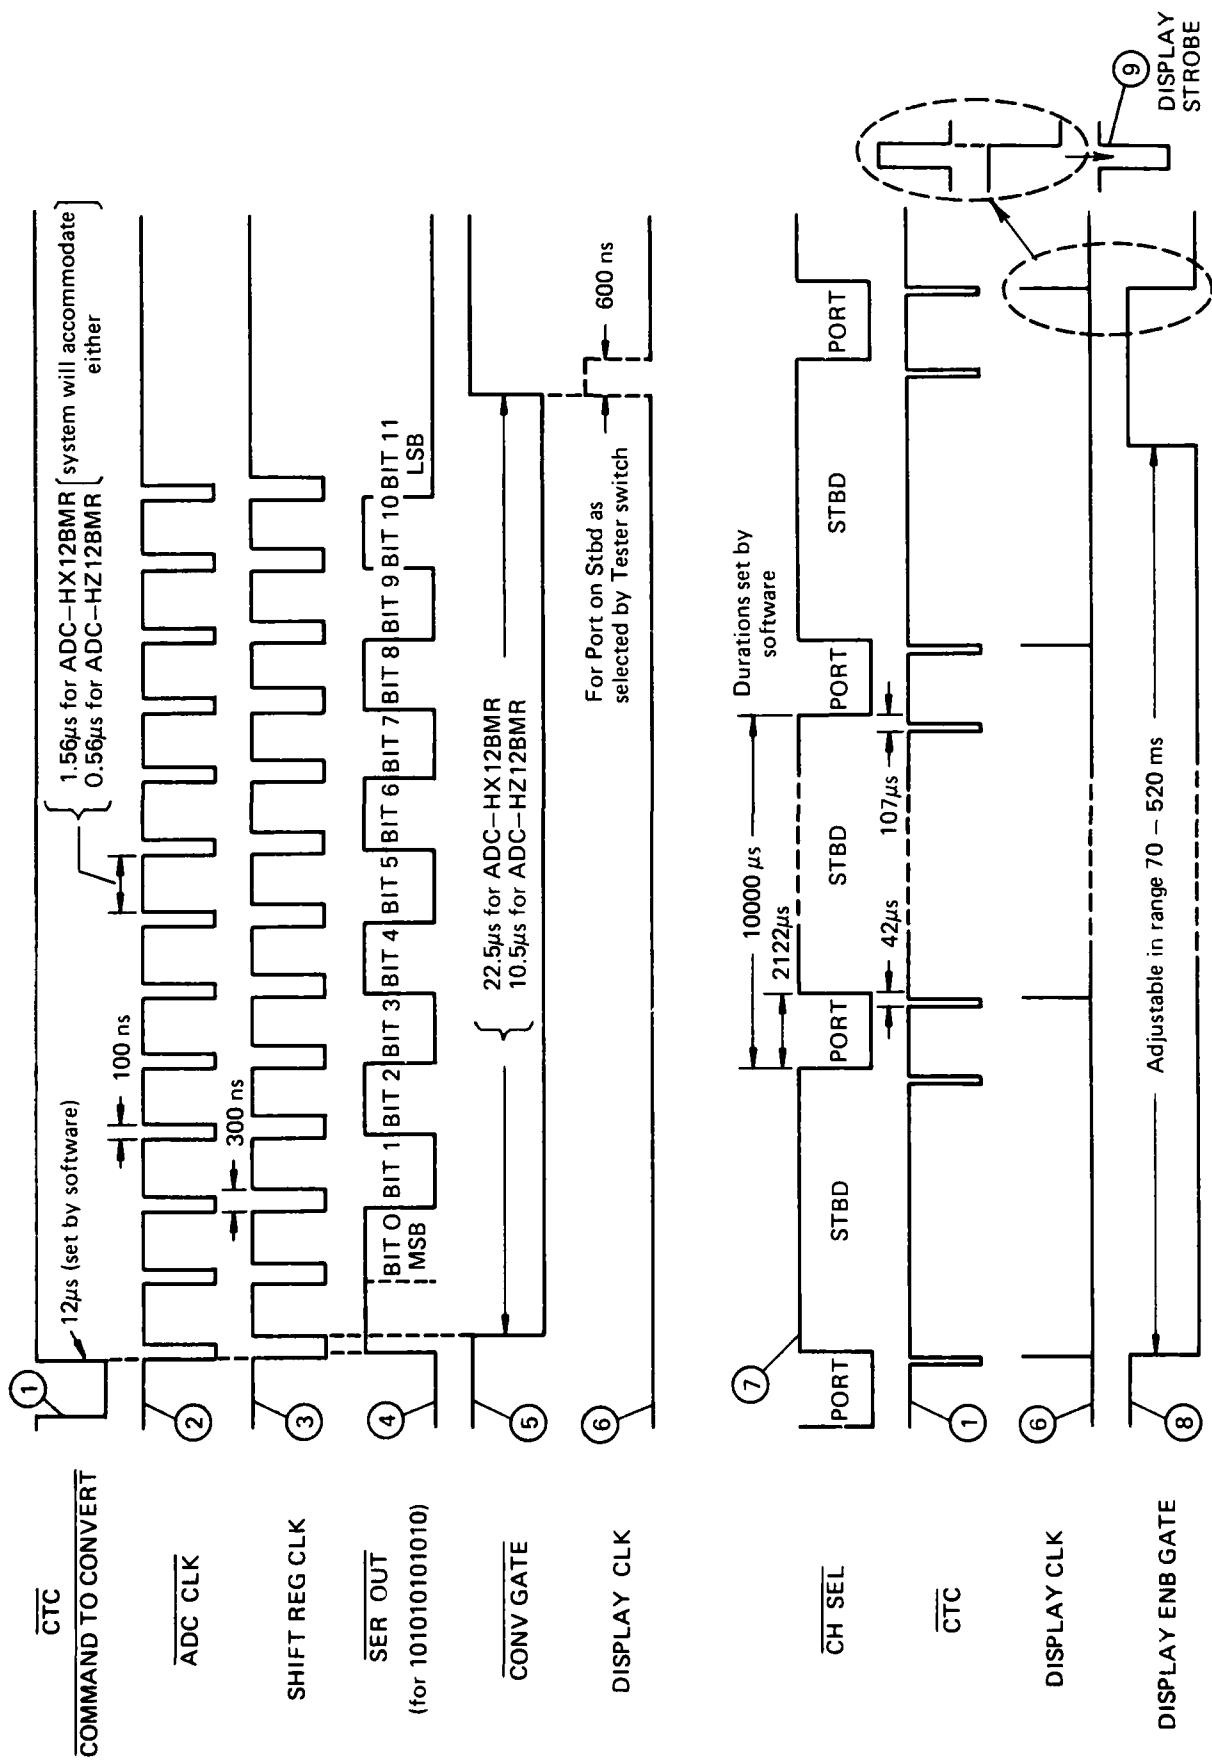 CTC
COMMAND TO CONVERT
1
12μs (set by software)
1.56μs for ADC–HX12BMR
0.56μs for ADC–HZ12BMR
system will accommodate
either
ADC CLK
2
100 ns
SHIFT REG CLK
3
300 ns
SER OUT
(for 101010101010)
4
BIT 0 BIT 1 BIT 2 BIT 3 BIT 4 BIT 5 BIT 6 BIT 7 BIT 8 BIT 9 BIT 10 BIT 11
MSB LSB
CONV GATE
5
22.5μs for ADC–HX12BMR
10.5μs for ADC–HZ12BMR
DISPLAY CLK
6
For Port on Stbd as
selected by Tester switch
600 ns
Durations set by
software
10000 μs
2122μs
CH SEL
7
PORT STBD PORT STBD PORT STBD PORT
42μs
107μs
CTC
1
DISPLAY CLK
6
DISPLAY ENB GATE
8
Adjustable in range 70 – 520 ms
9
DISPLAY
STROBE